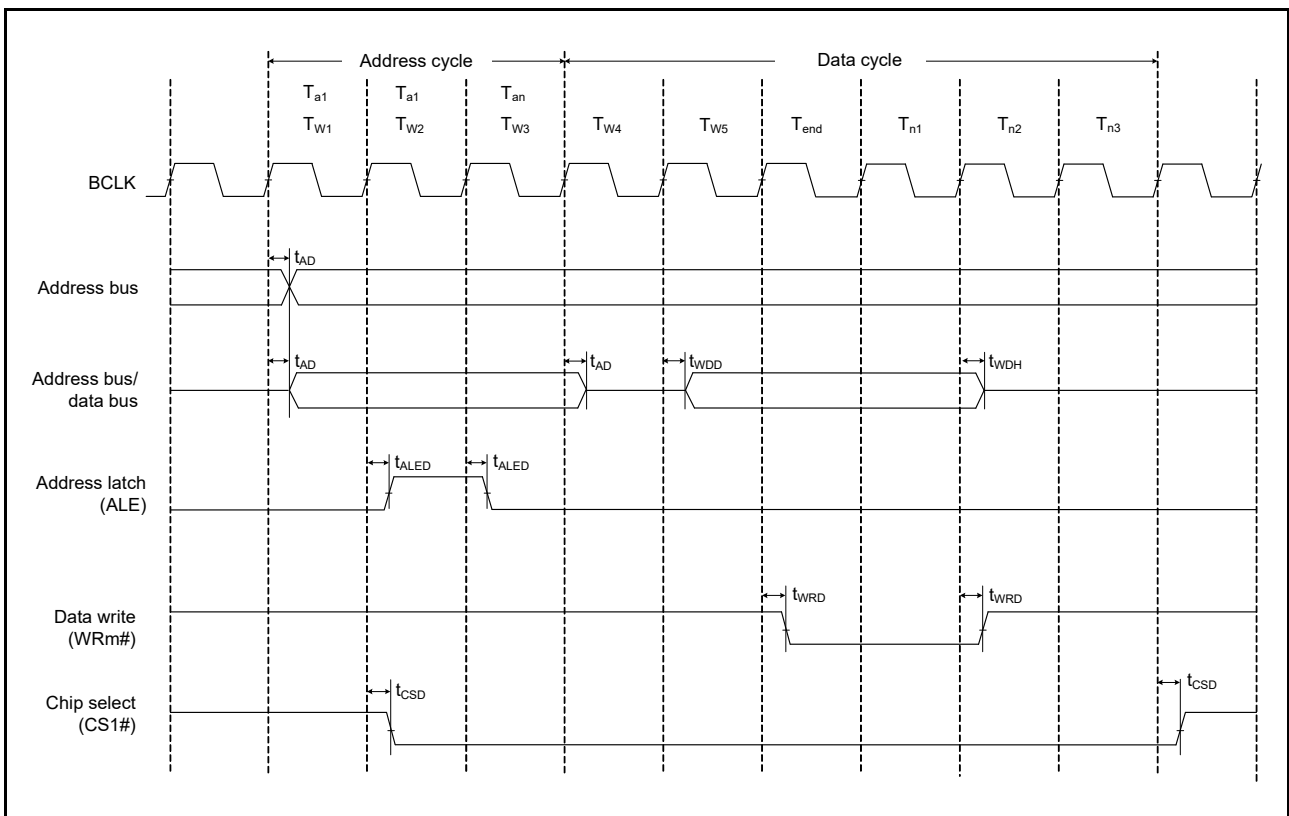 Address cycle Data cycle
Ta1 Ta1 Tan
TW1 TW2 TW3 TW4 TW5 Tend Tn1 Tn2 Tn3
BCLK
tAD
Address bus
tAD tAD tWDD tWDH
Address bus/
data bus
tALED tALED
Address latch
(ALE)
tWRD tWRD
Data write
(WRm#)
tCSD tCSD
Chip select
(CS1#)